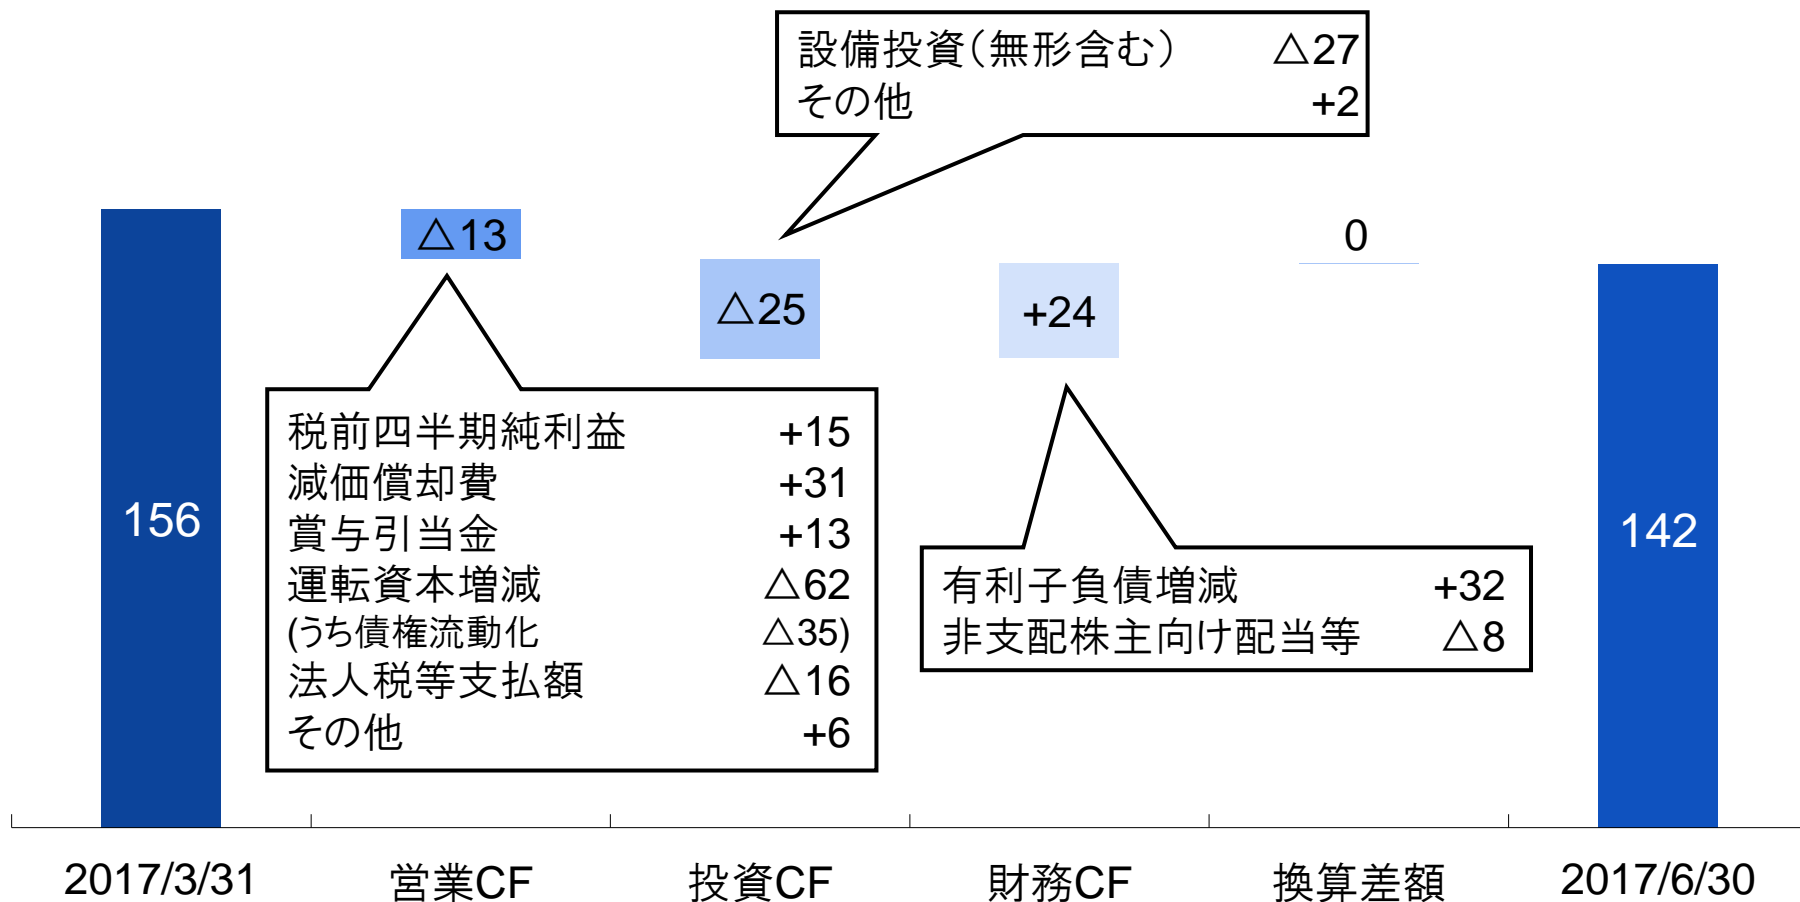 設備投資(無形含む) △27
その他 +2
△13
△25
+24
0
156
142
税前四半期純利益 +15
減価償却費 +31
賞与引当金 +13
運転資本増減 △62
(うち債権流動化 △35)
法人税等支払額 △16
その他 +6
有利子負債増減 +32
非支配株主向け配当等 △8
2017/3/31 営業CF 投資CF 財務CF 換算差額 2017/6/30